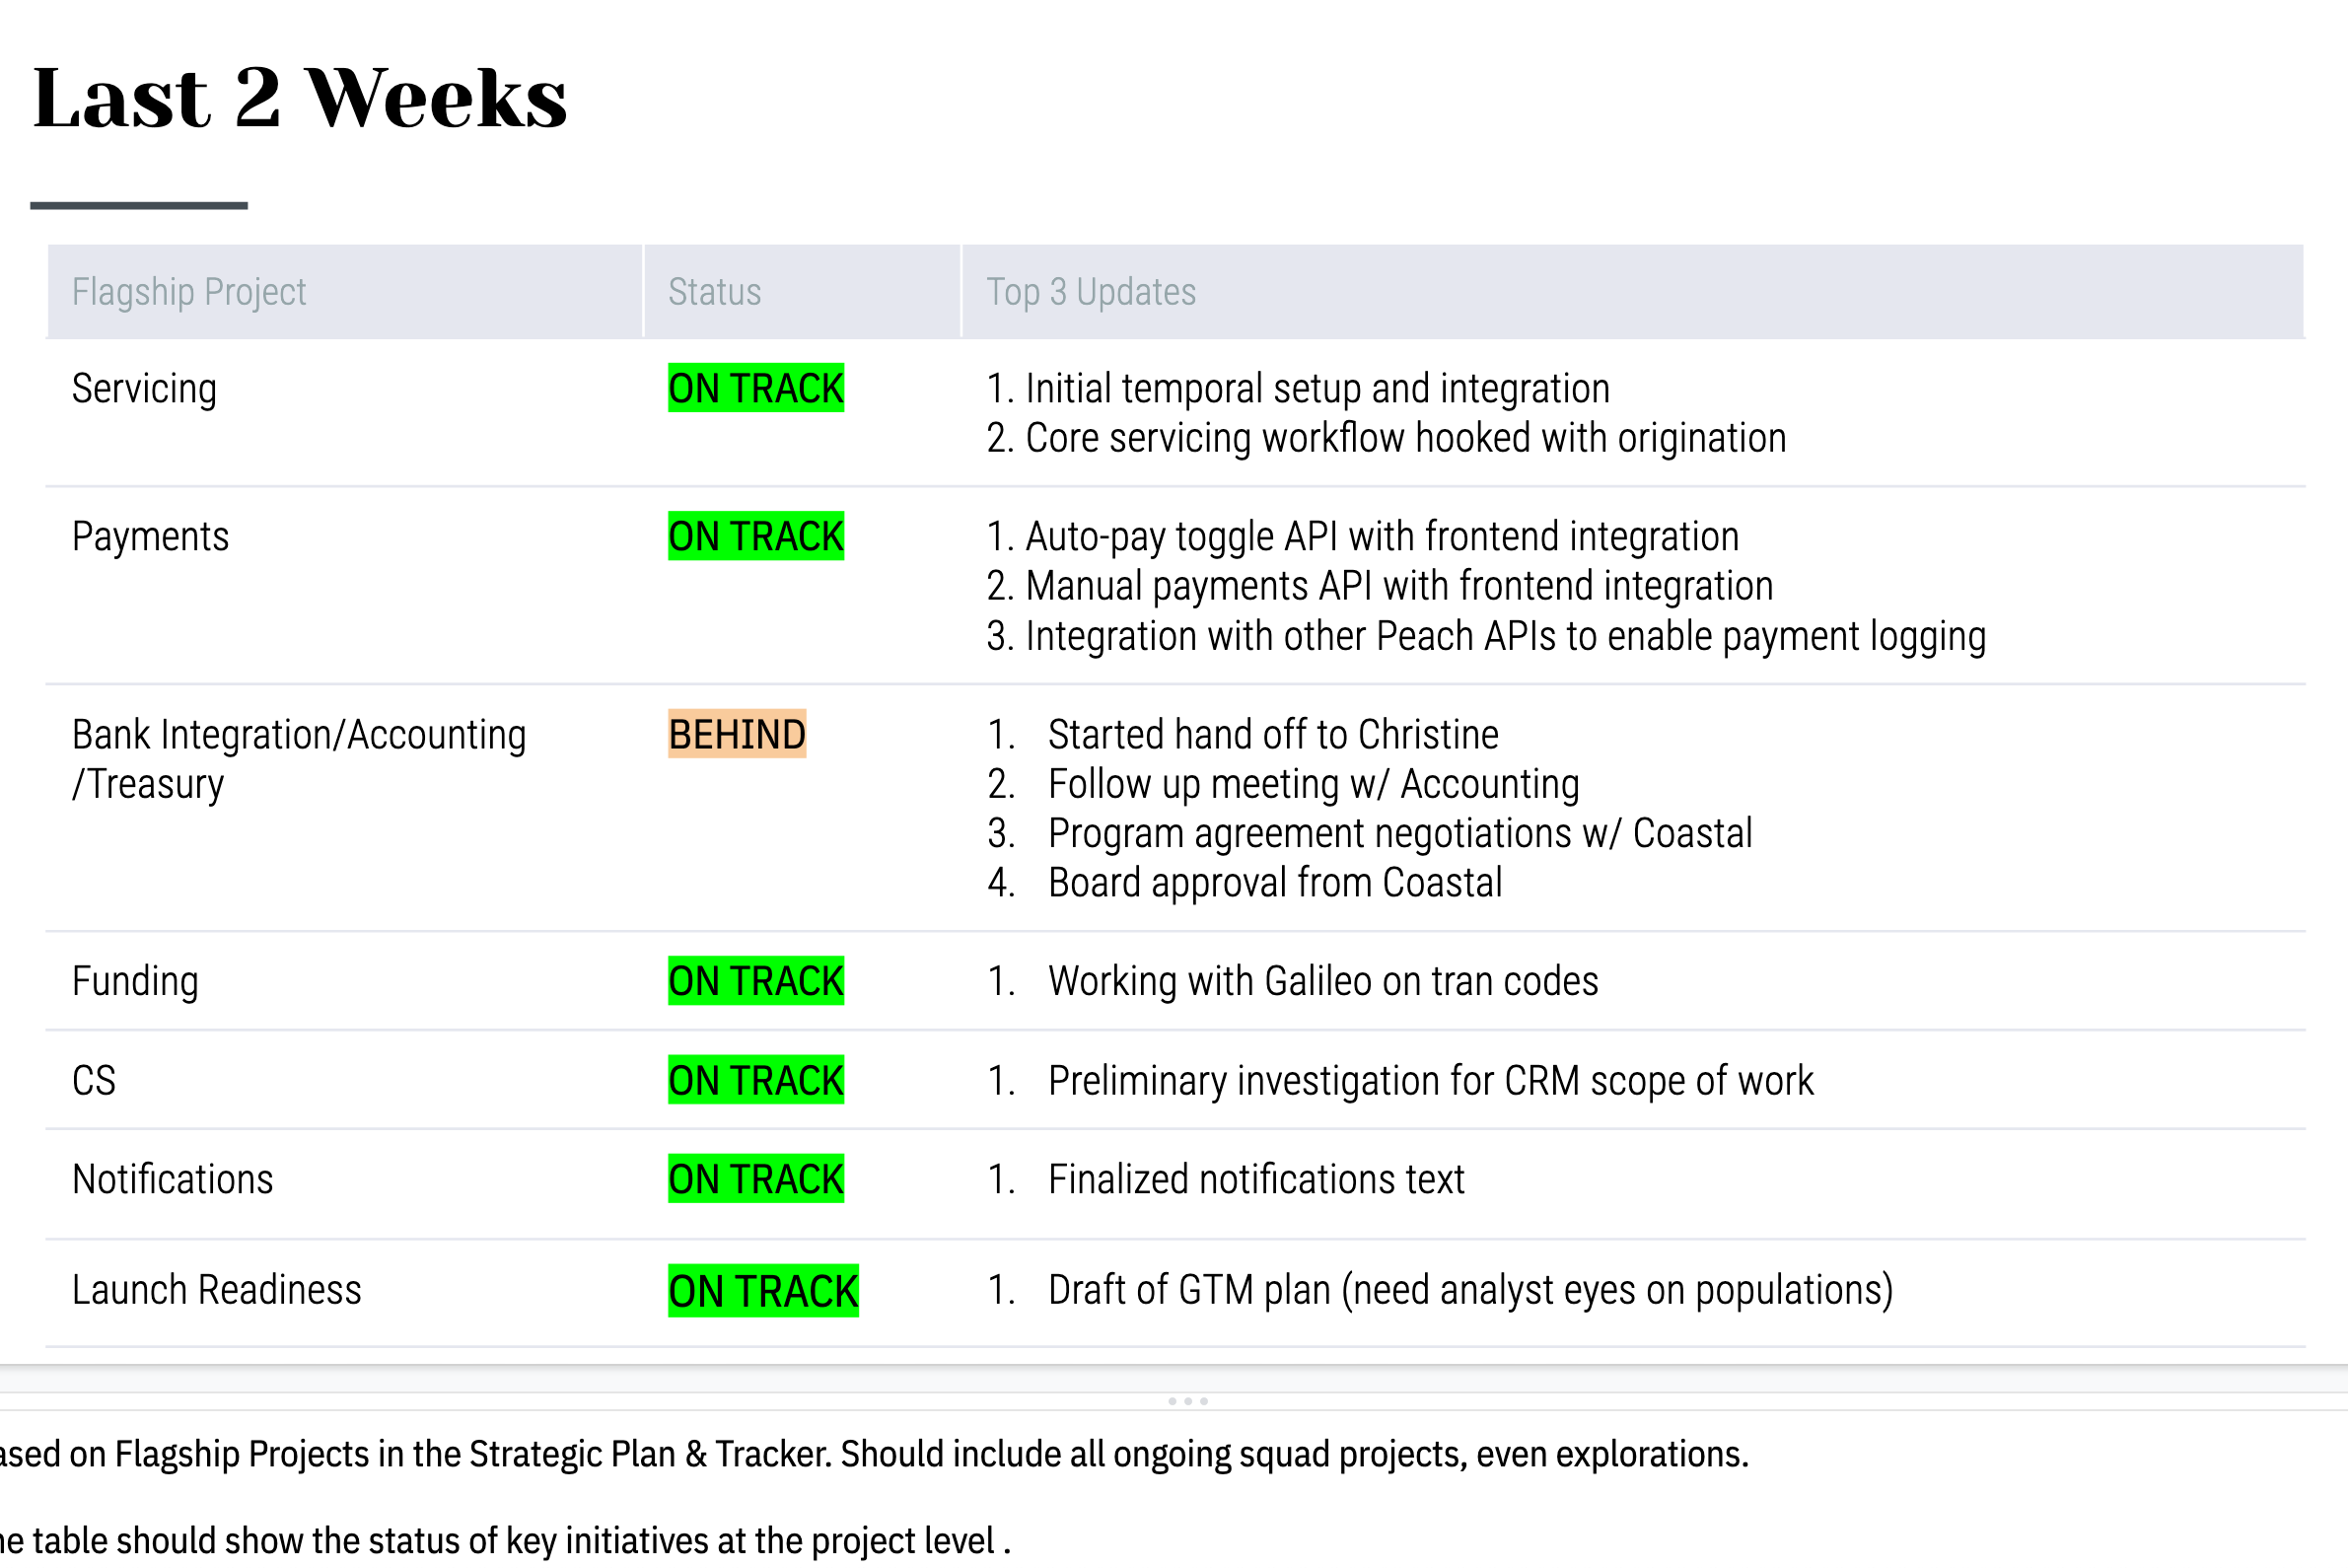 Last 2 Weeks
Flagship Project Status Top 3 Updates
Servicing ON TRACK 1. Initial temporal setup and integration
2. Core servicing workflow hooked with origination
Payments ON TRACK 1. Auto-pay toggle API with frontend integration
2. Manual payments API with frontend integration
3. Integration with other Peach APIs to enable payment logging
Bank Integration/Accounting BEHIND 1. Started hand off to Christine
/Treasury 2. Follow up meeting w/ Accounting
3. Program agreement negotiations w/ Coastal
4. Board approval from Coastal
Funding ON TRACK 1. Working with Galileo on tran codes
CS ON TRACK 1. Preliminary investigation for CRM scope of work
Notifications ON TRACK 1. Finalized notifications text
Launch Readiness ON TRACK 1. Draft of GTM plan (need analyst eyes on populations)
ased on Flagship Projects in the Strategic Plan & Tracker. Should include all ongoing squad projects, even explorations.
ne table should show the status of key initiatives at the project level .